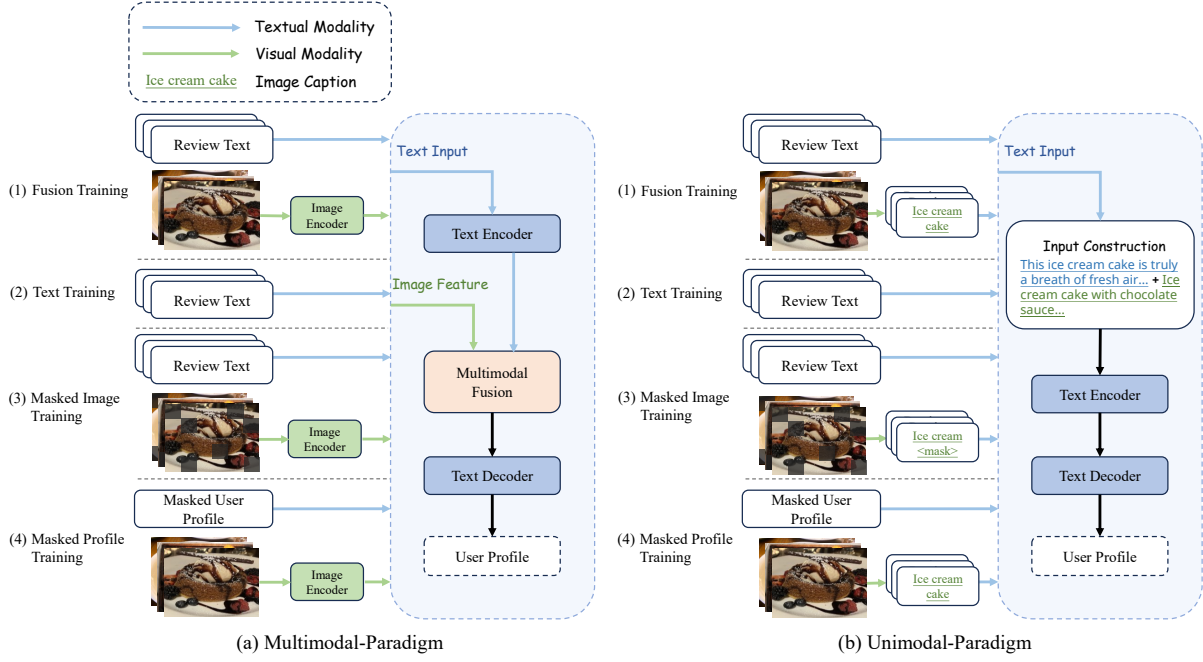 Textual Modality
Visual Modality
Ice cream cake Image Caption
Review Text
Text Input
(1) Fusion Training
Image
Encoder
Text Encoder
(2) Text Training
Review Text
Image Feature
Review Text
Multimodal
Fusion
(3) Masked Image
Training
Image
Encoder
Text Decoder
Masked User
Profile
(4) Masked Profile
Training
User Profile
Image
Encoder
(a) Multimodal-Paradigm
Review Text
Text Input
(1) Fusion Training
Ice cream
cake
Input Construction
This ice cream cake is truly
a breath of fresh air... + Ice
cream cake with chocolate
sauce...
(2) Text Training
Review Text
Review Text
Text Encoder
(3) Masked Image
Training
Ice cream
<mask>
Text Decoder
Masked User
Profile
(4) Masked Profile
Training
User Profile
Ice cream
cake
(b) Unimodal-Paradigm